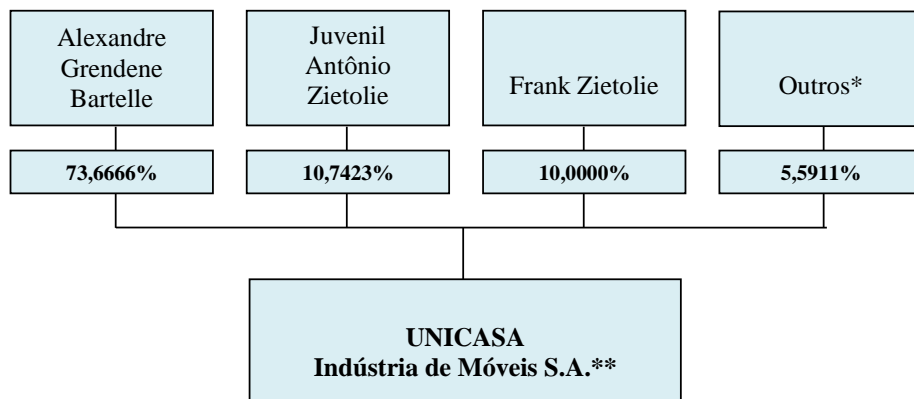 Alexandre
Grendene
Bartelle
Juvenil
Antônio
Zietolie
Frank Zietolie
Outros*
73,6666%
10,7423%
10,0000%
5,5911%
UNICASA
Indústria de Móveis S.A.**